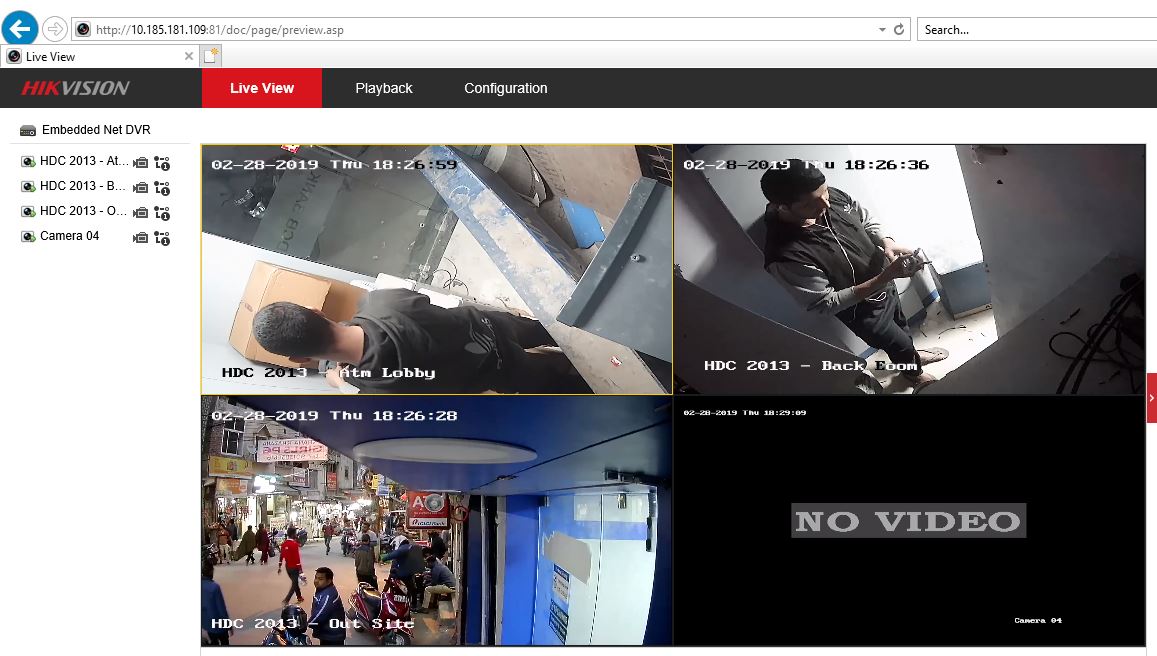 http://10.185.181.109:81/doc/page/preview.asp
Search...
Live View
HIKVISION
Live View
Playback
Configuration
Embedded Net DVR
HDC 2013 - At...
HDC 2013 - B...
HDC 2013 - O...
Camera 04
02-28-2019 Thu 18:26:59
HDC 2013 - Atm Lobby
02-28-2019 Thu 18:26:36
HDC 2013 - Back Room
02-28-2019 Thu 18:26:28
GIRLS PG
HDC 2013 - Out Site
02-28-2019 Thu 18:29:09
NO VIDEO
Camera 04